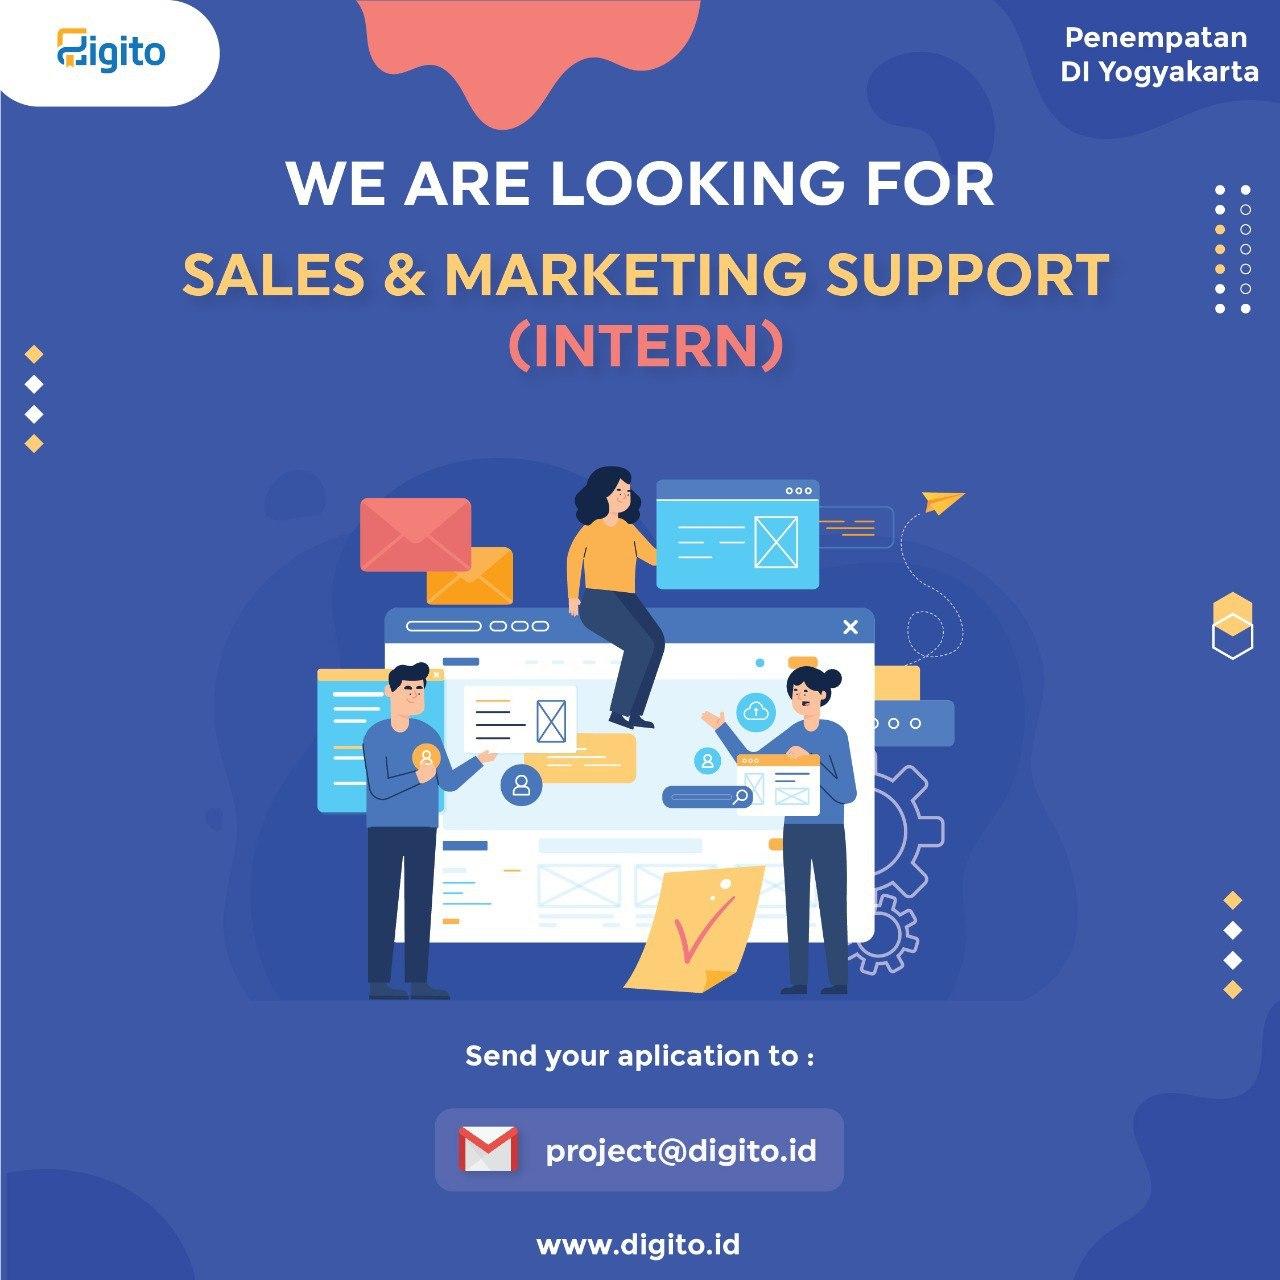 Digito
Penempatan
DI Yogyakarta
WE ARE LOOKING FOR
SALES & MARKETING SUPPORT
(INTERN)
Send your aplication to :
project@digito.id
www.digito.id